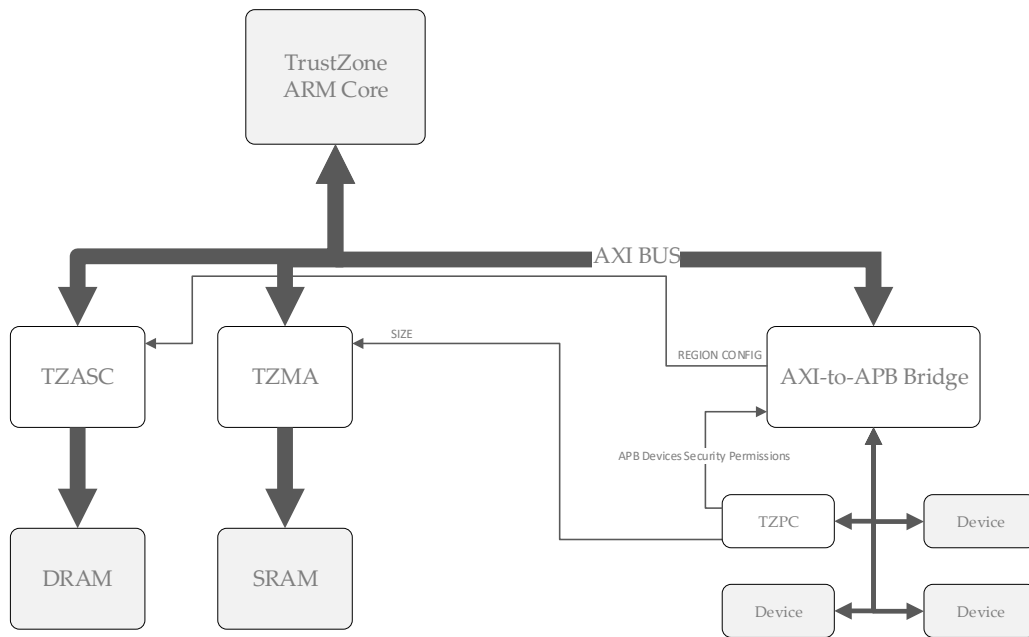 TrustZone
ARM Core
AXI BUS
SIZE
REGION CONFIG
TZASC
TZMA
AXI-to-APB Bridge
APB Devices Security Permissions
TZPC
Device
DRAM
SRAM
Device
Device